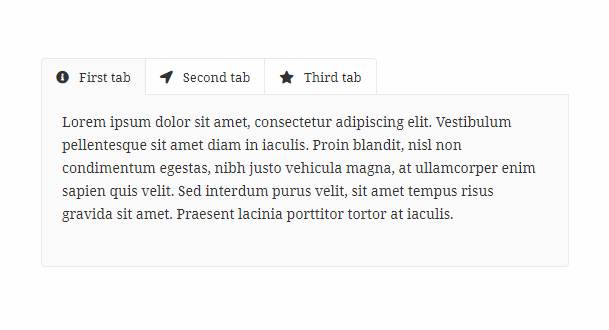 First tab Second tab Third tab
Lorem ipsum dolor sit amet, consectetur adipiscing elit. Vestibulum
pellentesque sit amet diam in iaculis. Proin blandit, nisl non
condimentum egestas, nibh justo vehicula magna, at ullamcorper enim
sapien quis velit. Sed interdum purus velit, sit amet tempus risus
gravida sit amet. Praesent lacinia porttitor tortor at iaculis.